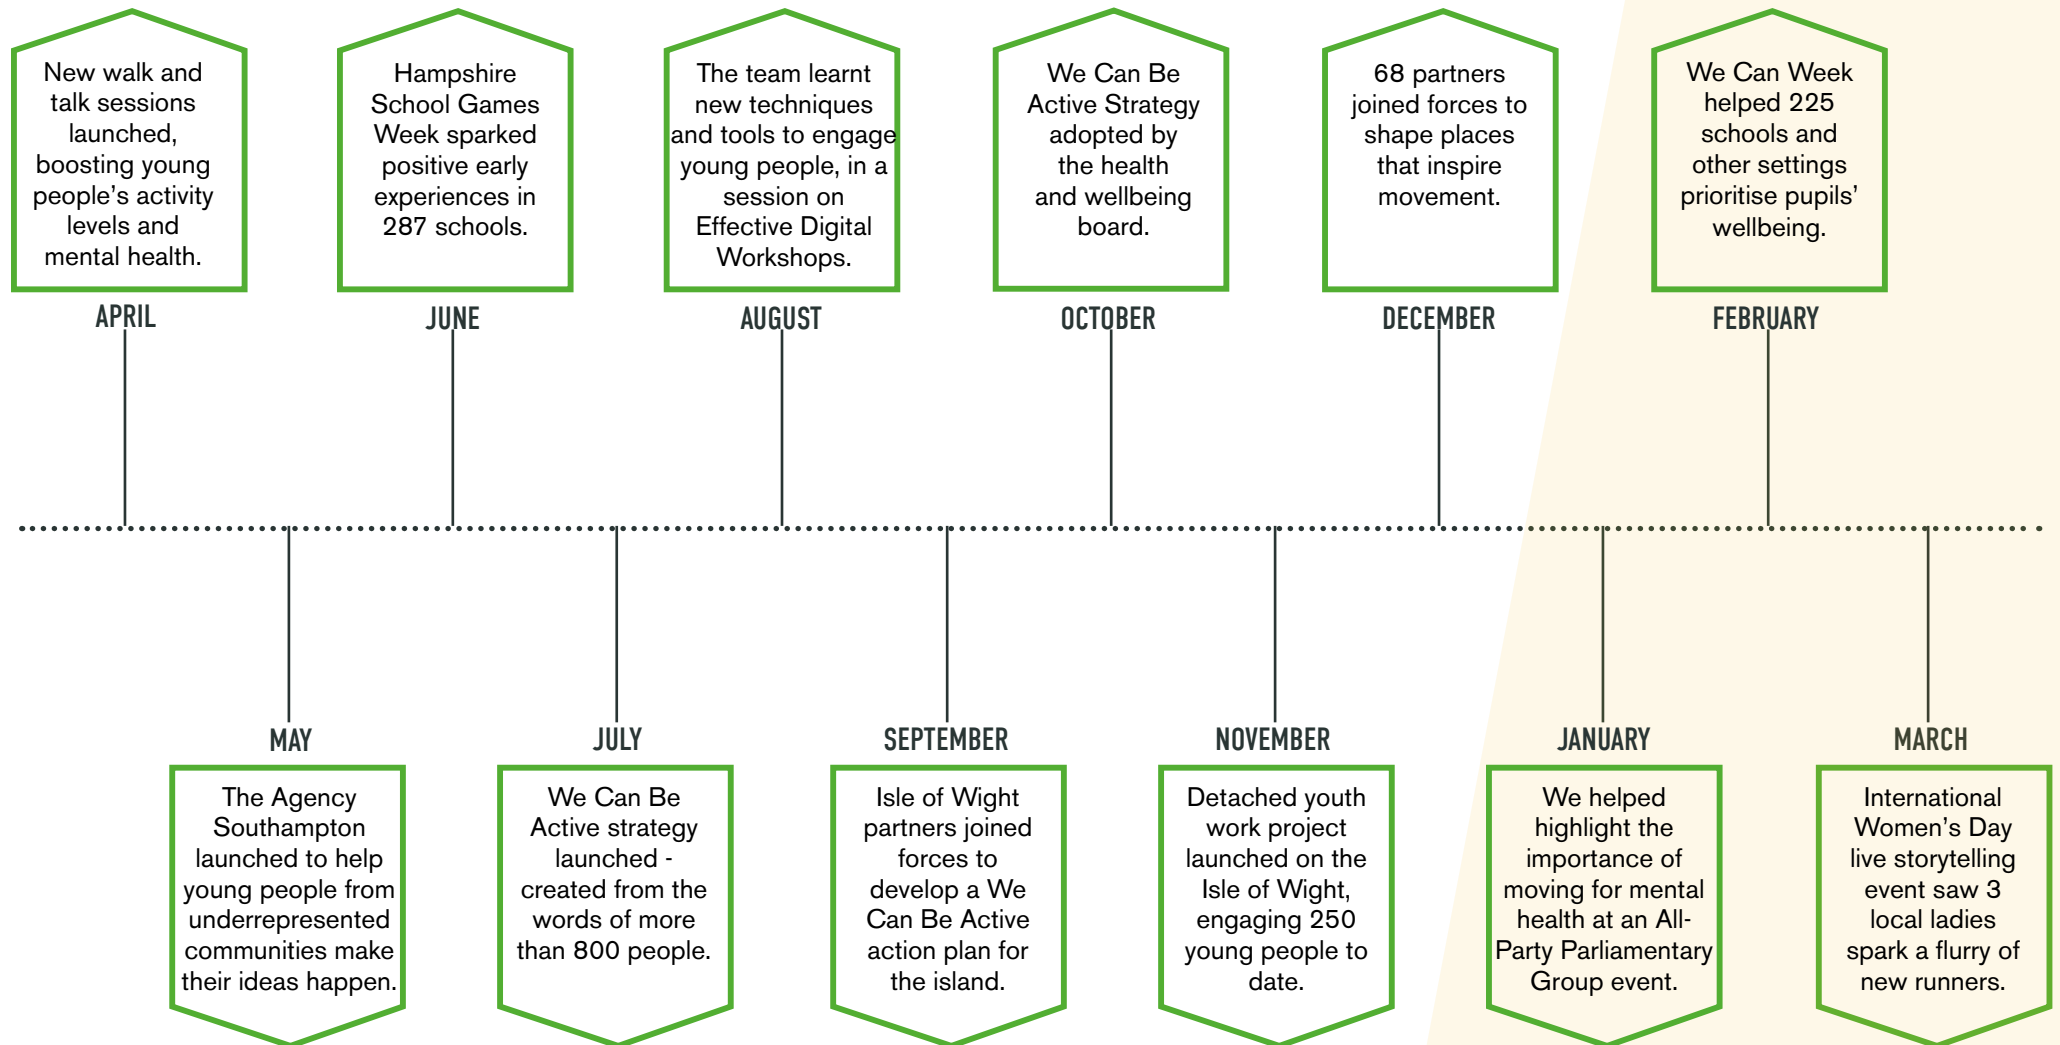 New walk and
talk sessions
launched,
boosting young
people’s activity
levels and
mental health.
APRIL
Hampshire
School Games
Week sparked
positive early
experiences in
287 schools.
JUNE
The team learnt
new techniques
and tools to engage
young people, in a
session on
Effective Digital
Workshops.
AUGUST
We Can Be
Active Strategy
adopted by
the health
and wellbeing
board.
OCTOBER
68 partners
joined forces to
shape places
that inspire
movement.
DECEMBER
We Can Week
helped 225
schools and
other settings
prioritise pupils’
wellbeing.
FEBRUARY
MAY
The Agency
Southampton
launched to help
young people from
underrepresented
communities make
their ideas happen.
JULY
We Can Be
Active strategy
launched -
created from the
words of more
than 800 people.
SEPTEMBER
Isle of Wight
partners joined
forces to
develop a We
Can Be Active
action plan for
the island.
NOVEMBER
Detached youth
work project
launched on the
Isle of Wight,
engaging 250
young people to
date.
JANUARY
We helped
highlight the
importance of
moving for mental
health at an All-
Party Parliamentary
Group event.
MARCH
International
Women’s Day
live storytelling
event saw 3
local ladies
spark a flurry of
new runners.